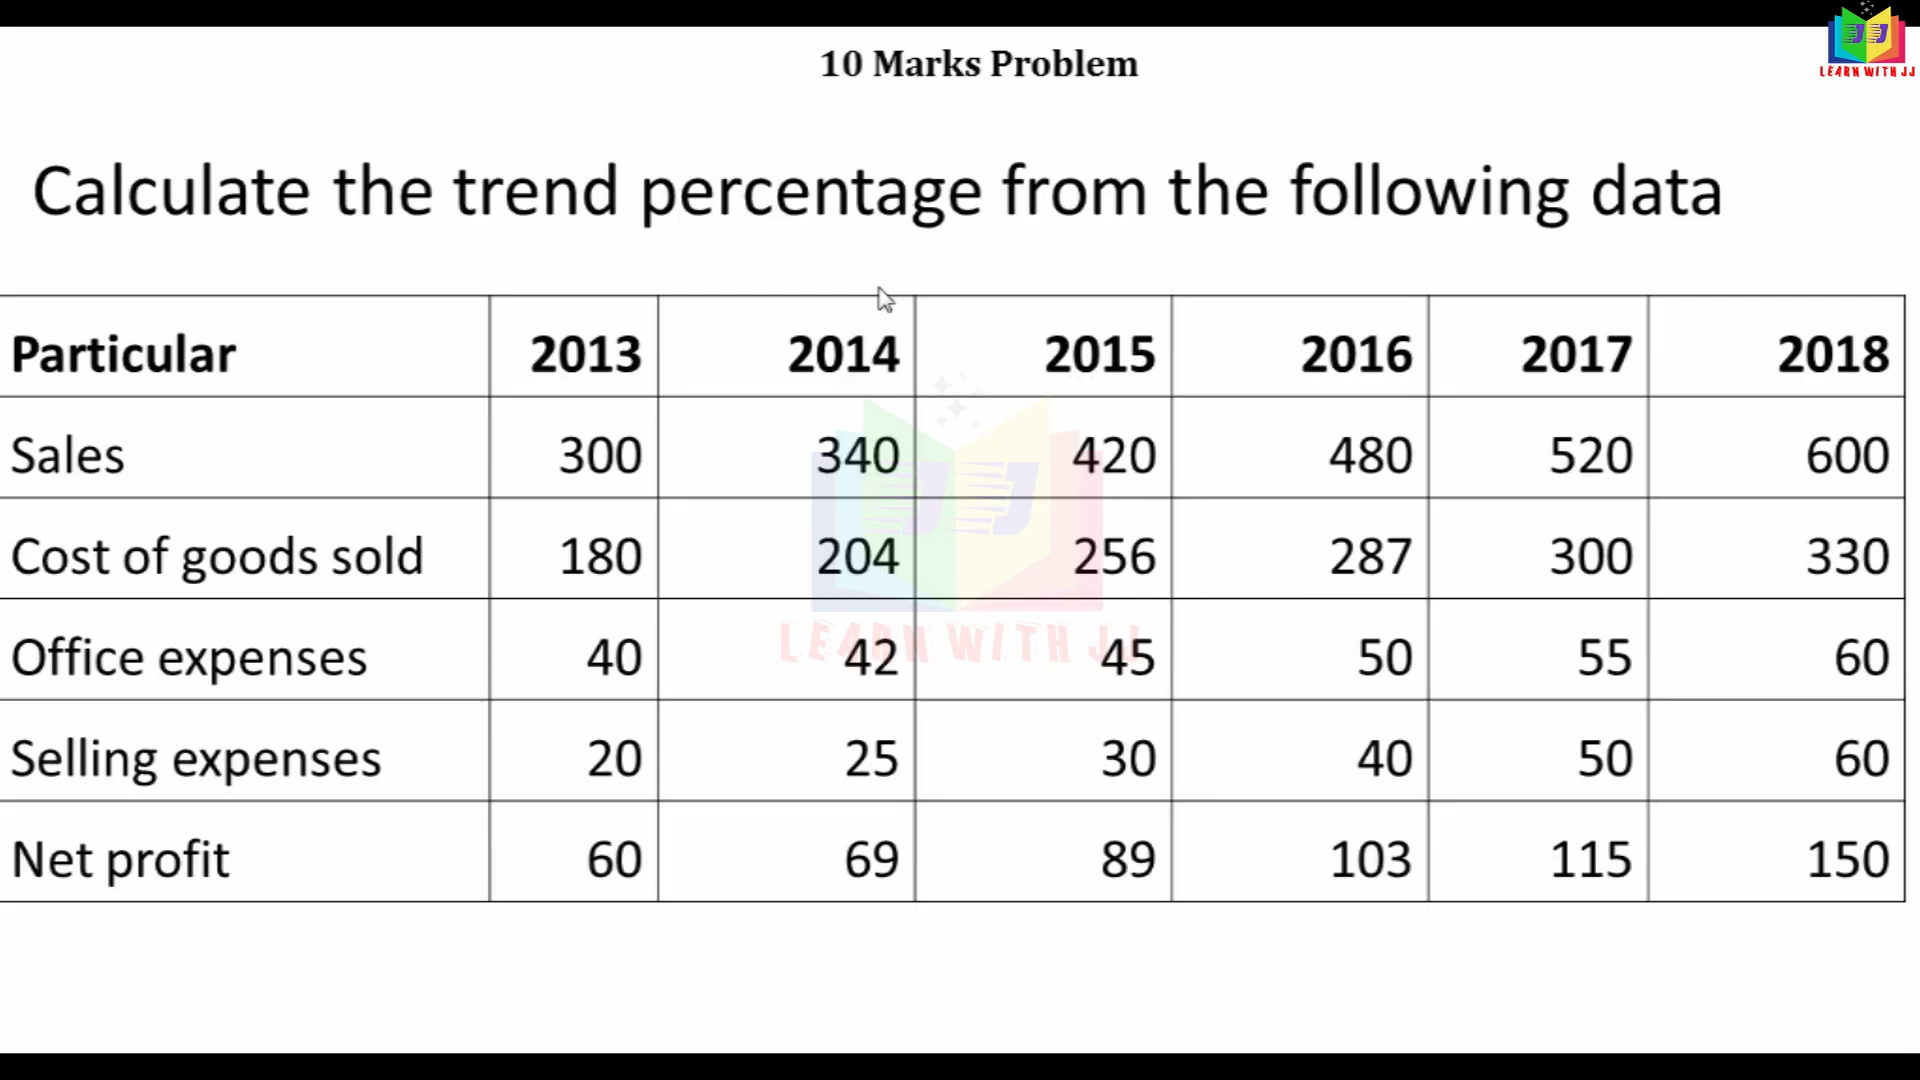 10 Marks Problem
LEARN WITH JJ
Calculate the trend percentage from the following data
Particular 2013 2014 2015 2016 2017 2018
Sales 300 340 420 480 520 600
Cost of goods sold 180 204 256 287 300 330
Office expenses 40 42 45 50 55 60
LEARN WITH JJ
Selling expenses 20 25 30 40 50 60
Net profit 60 69 89 103 115 150